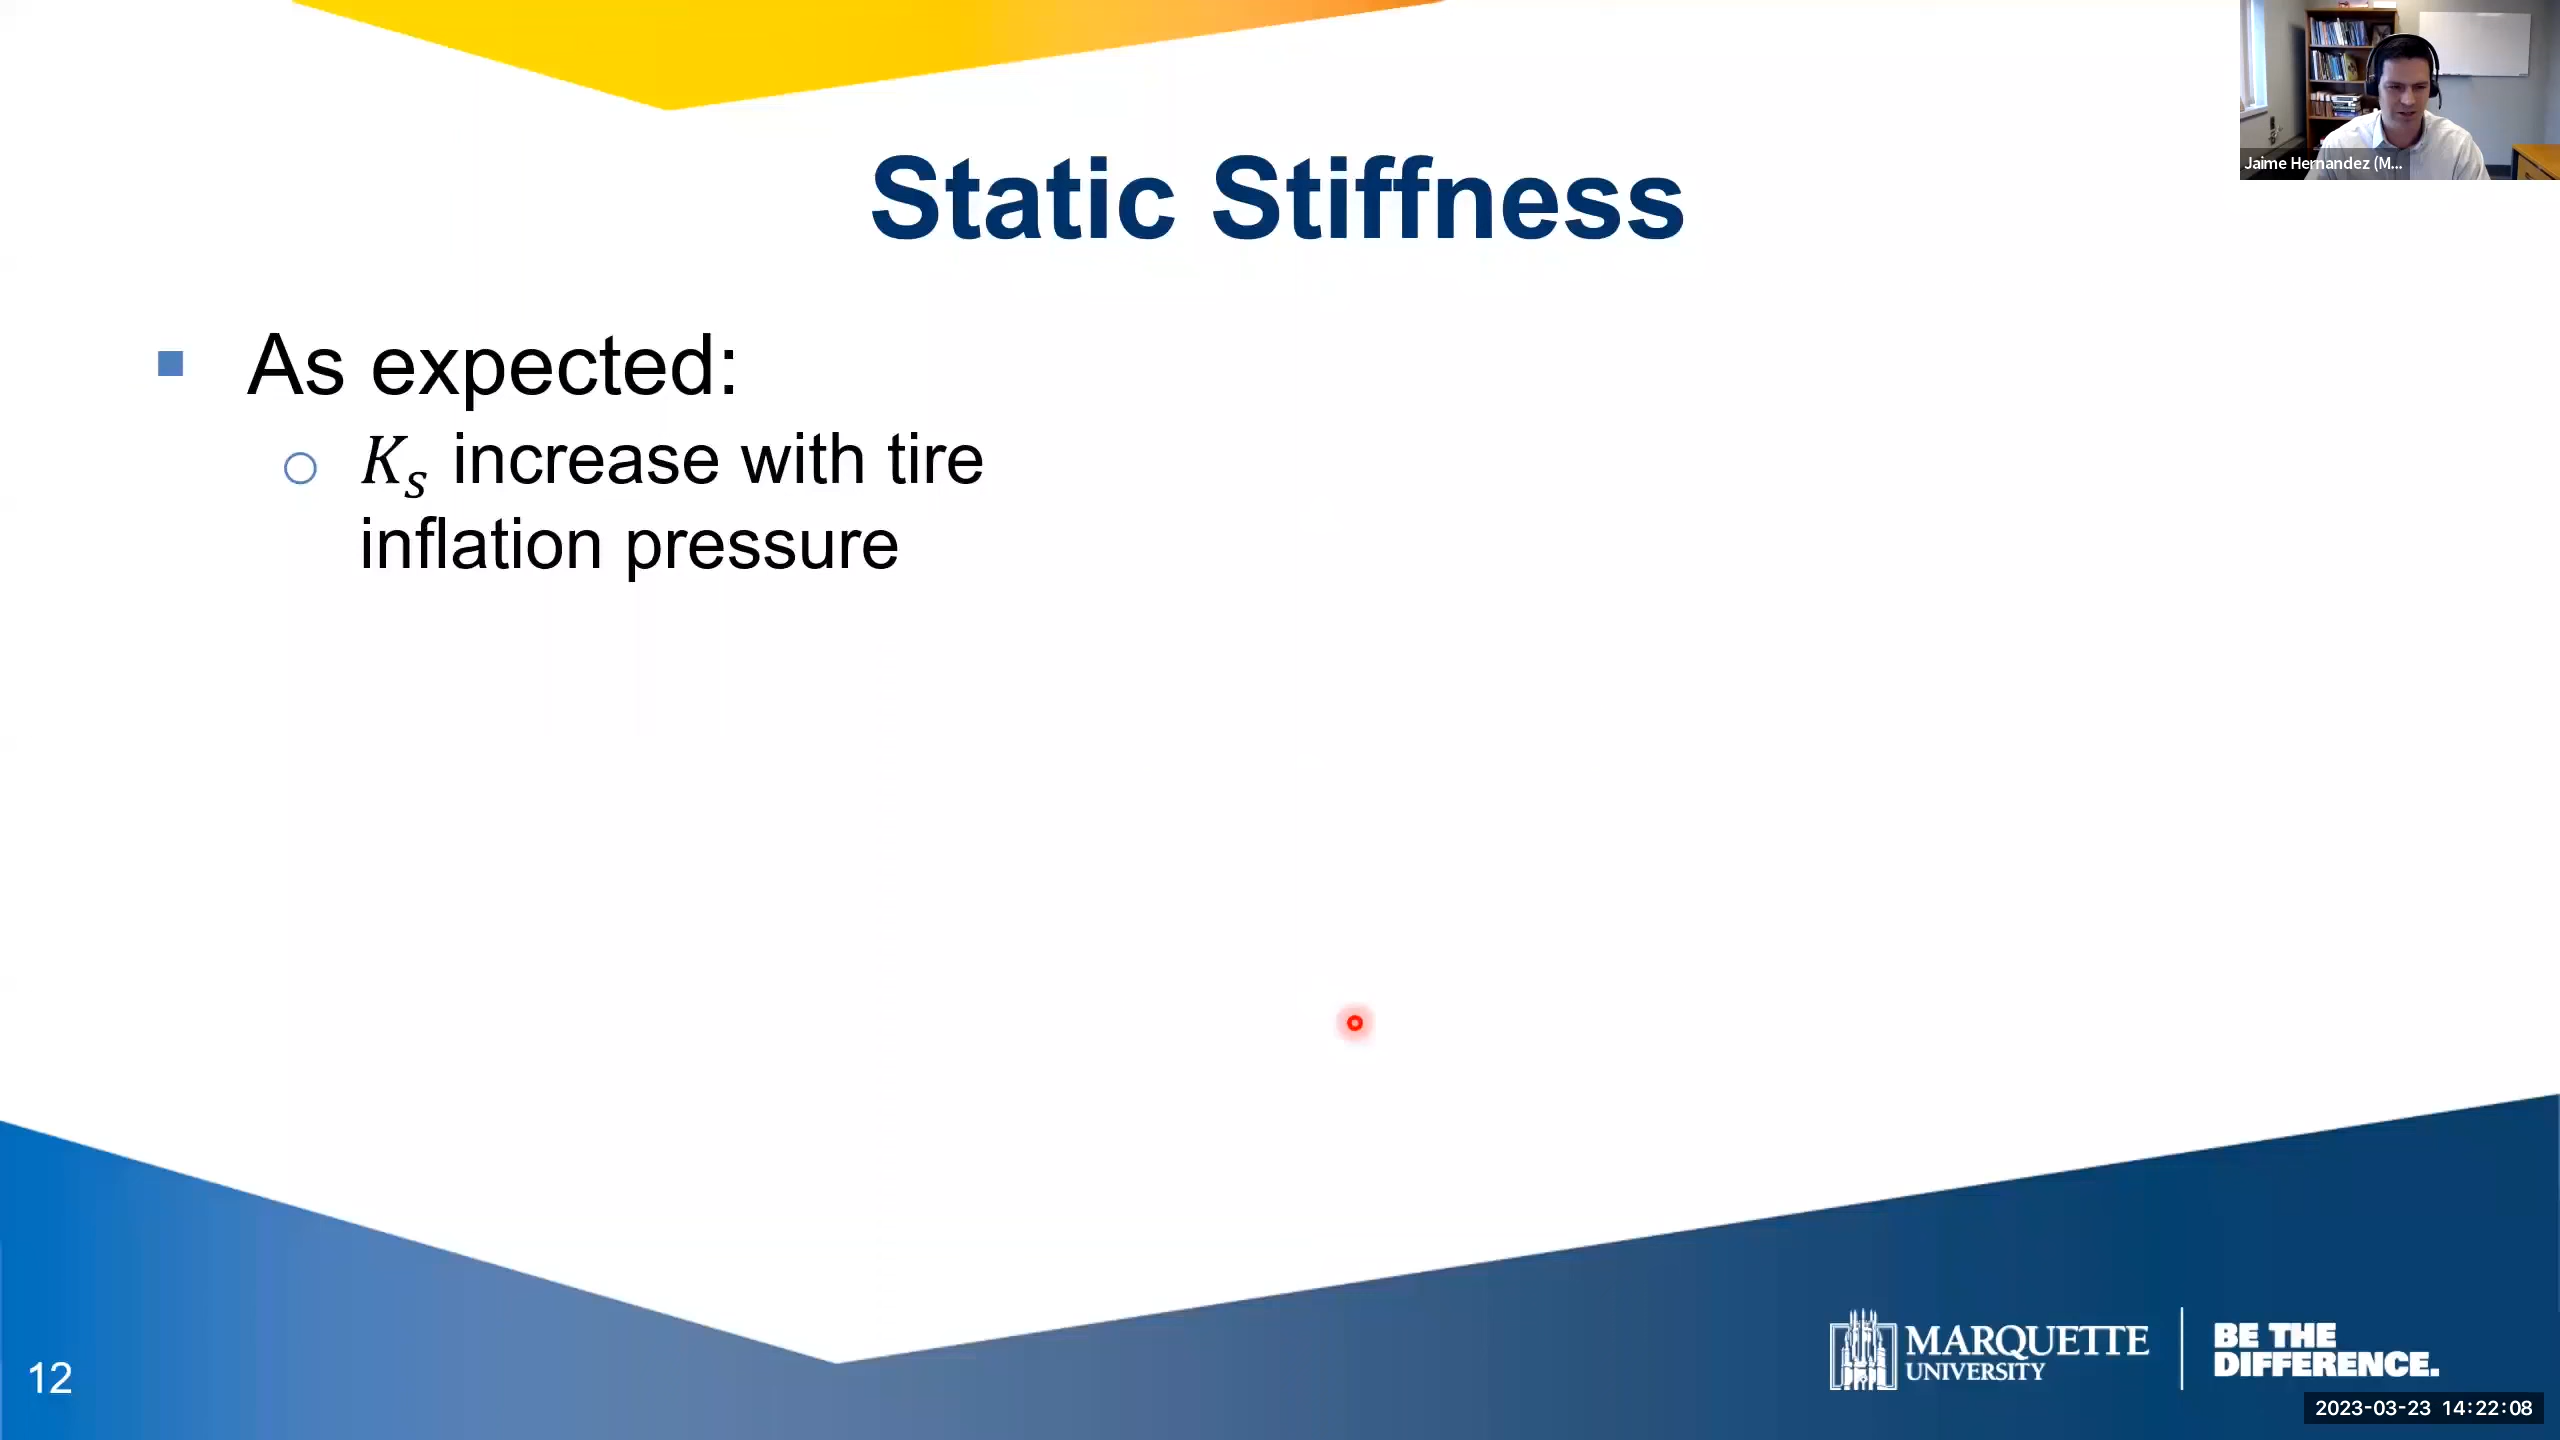 Jaime Hernandez (M...
Static Stiffness
▪ As expected:
○ Kₛ increase with tire
inflation pressure
12
MARQUETTE
UNIVERSITY
BE THE
DIFFERENCE.
2023-03-23 14:22:08